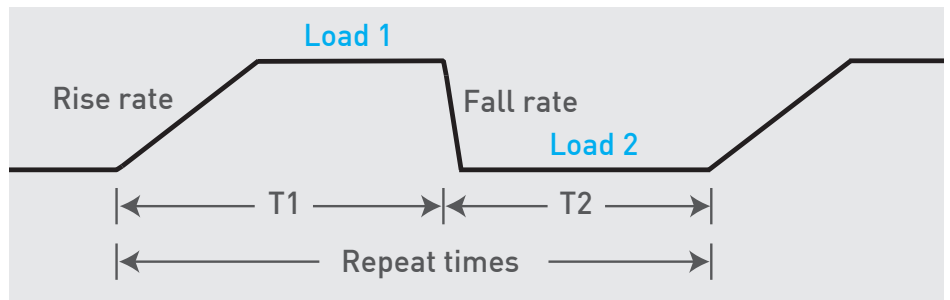 Load 1
Rise rate
Fall rate
Load 2
T1
T2
Repeat times